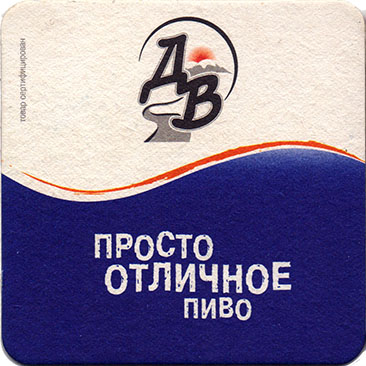 ДВ
товар сертифицирован
ПРОСТО
ОТЛИЧНОЕ
ПИВО